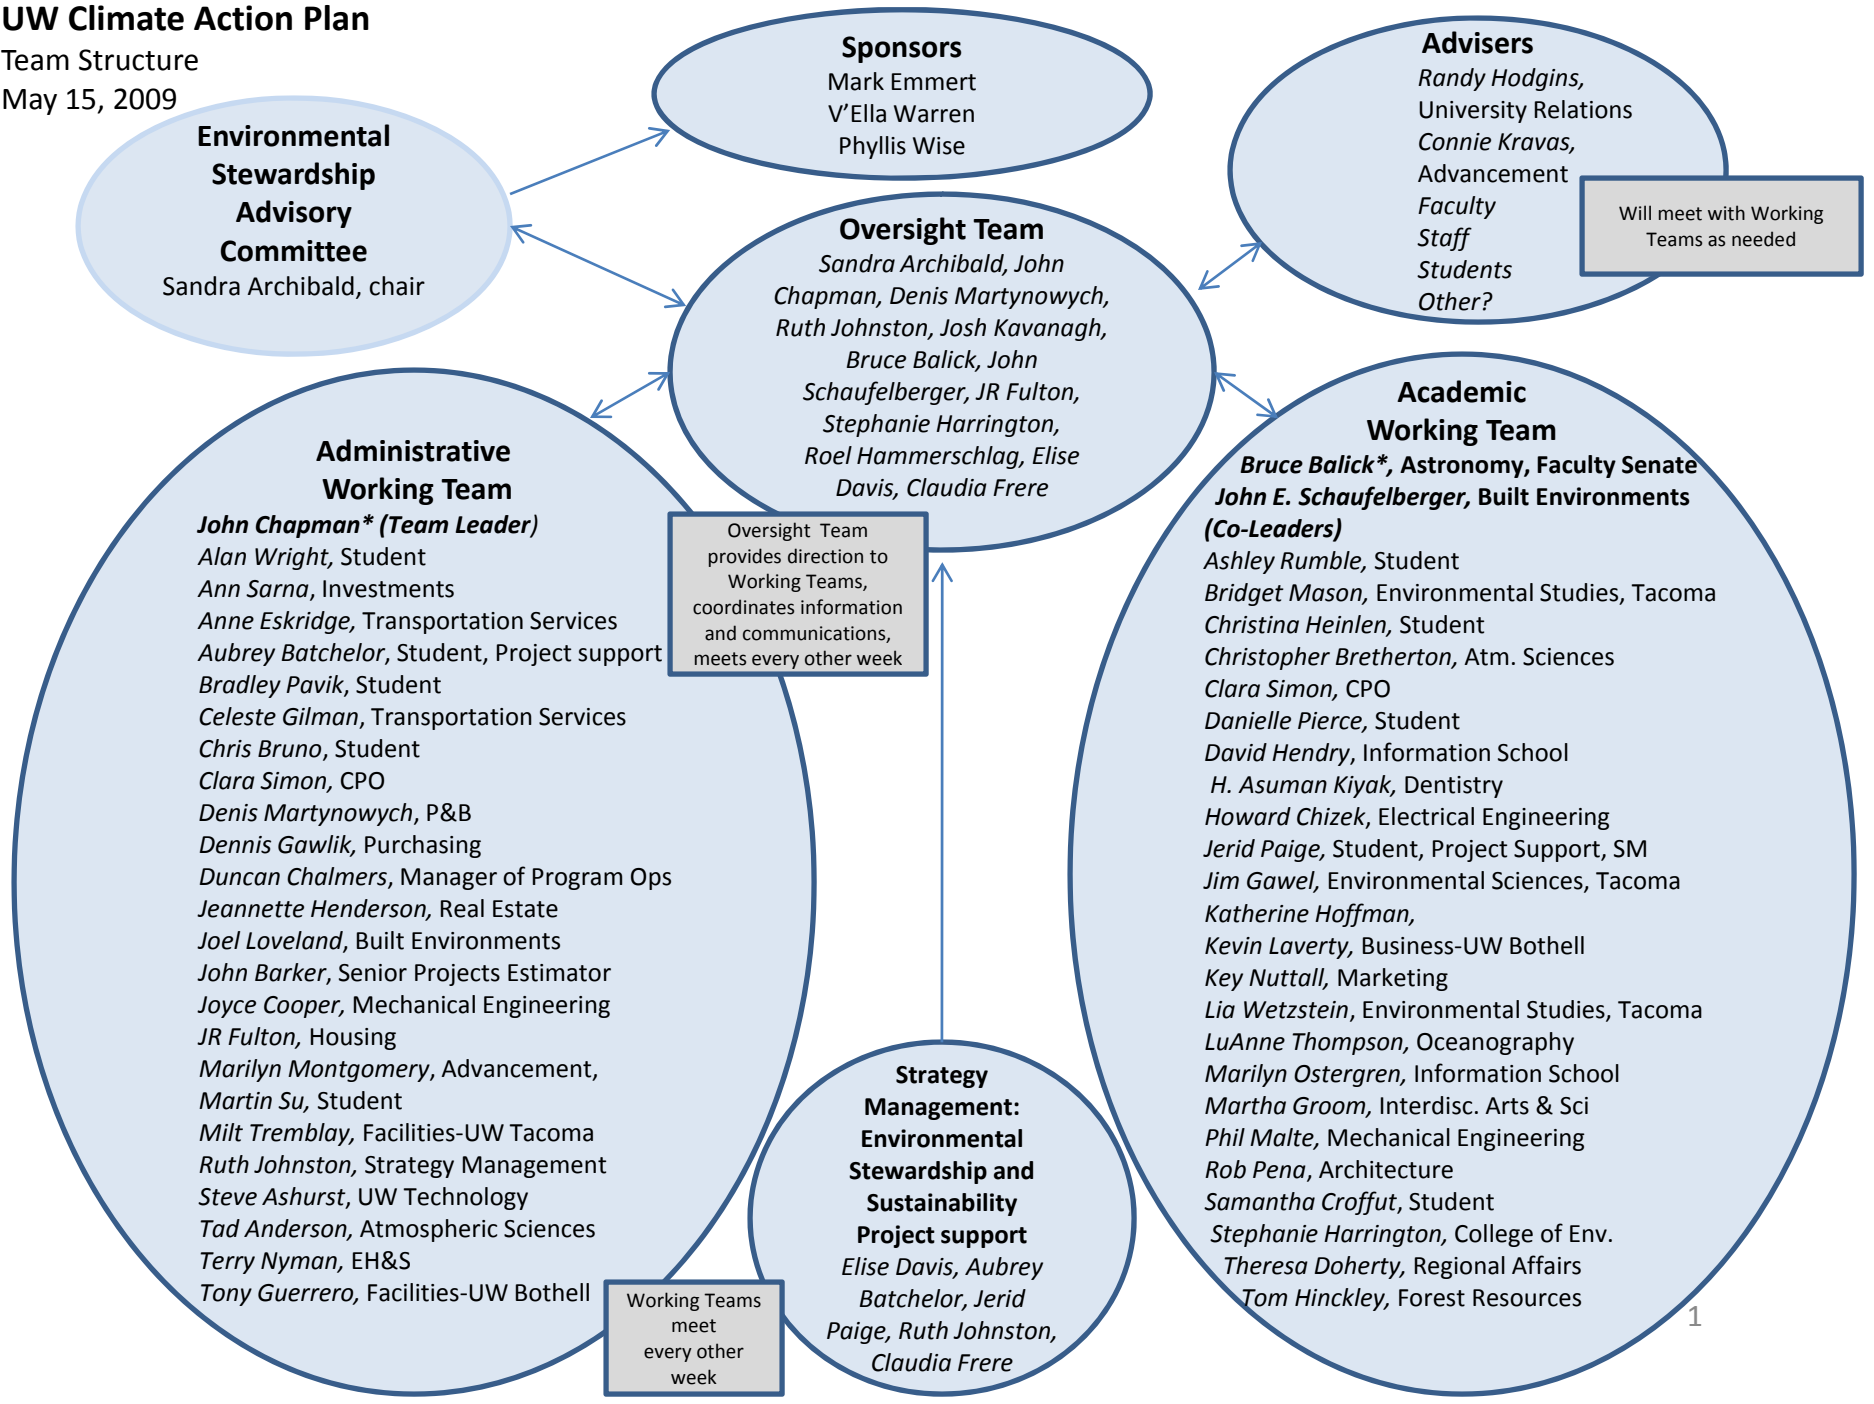 UW Climate Action Plan
Team Structure
May 15, 2009
Environmental
Stewardship
Advisory
Committee
Sandra Archibald, chair
Sponsors
Mark Emmert
V’Ella Warren
Phyllis Wise
Advisers
Randy Hodgins,
University Relations
Connie Kravas,
Advancement
Faculty
Staff
Students
Other?
Will meet with Working
Teams as needed
Oversight Team
Sandra Archibald, John
Chapman, Denis Martynowych,
Ruth Johnston, Josh Kavanagh,
Bruce Balick, John
Schaufelberger, JR Fulton,
Stephanie Harrington,
Roel Hammerschlag, Elise
Davis, Claudia Frere
Oversight Team
provides direction to
Working Teams,
coordinates information
and communications,
meets every other week
Administrative
Working Team
John Chapman* (Team Leader)
Alan Wright, Student
Ann Sarna, Investments
Anne Eskridge, Transportation Services
Aubrey Batchelor, Student, Project support
Bradley Pavik, Student
Celeste Gilman, Transportation Services
Chris Bruno, Student
Clara Simon, CPO
Denis Martynowych, P&B
Dennis Gawlik, Purchasing
Duncan Chalmers, Manager of Program Ops
Jeannette Henderson, Real Estate
Joel Loveland, Built Environments
John Barker, Senior Projects Estimator
Joyce Cooper, Mechanical Engineering
JR Fulton, Housing
Marilyn Montgomery, Advancement,
Martin Su, Student
Milt Tremblay, Facilities-UW Tacoma
Ruth Johnston, Strategy Management
Steve Ashurst, UW Technology
Tad Anderson, Atmospheric Sciences
Terry Nyman, EH&S
Tony Guerrero, Facilities-UW Bothell
Working Teams
meet
every other
week
Strategy
Management:
Environmental
Stewardship and
Sustainability
Project support
Elise Davis, Aubrey
Batchelor, Jerid
Paige, Ruth Johnston,
Claudia Frere
Academic
Working Team
Bruce Balick*, Astronomy, Faculty Senate
John E. Schaufelberger, Built Environments
(Co-Leaders)
Ashley Rumble, Student
Bridget Mason, Environmental Studies, Tacoma
Christina Heinlen, Student
Christopher Bretherton, Atm. Sciences
Clara Simon, CPO
Danielle Pierce, Student
David Hendry, Information School
H. Asuman Kiyak, Dentistry
Howard Chizek, Electrical Engineering
Jerid Paige, Student, Project Support, SM
Jim Gawel, Environmental Sciences, Tacoma
Katherine Hoffman,
Kevin Laverty, Business-UW Bothell
Key Nuttall, Marketing
Lia Wetzstein, Environmental Studies, Tacoma
LuAnne Thompson, Oceanography
Marilyn Ostergren, Information School
Martha Groom, Interdisc. Arts & Sci
Phil Malte, Mechanical Engineering
Rob Pena, Architecture
Samantha Croffut, Student
Stephanie Harrington, College of Env.
Theresa Doherty, Regional Affairs
Tom Hinckley, Forest Resources
1